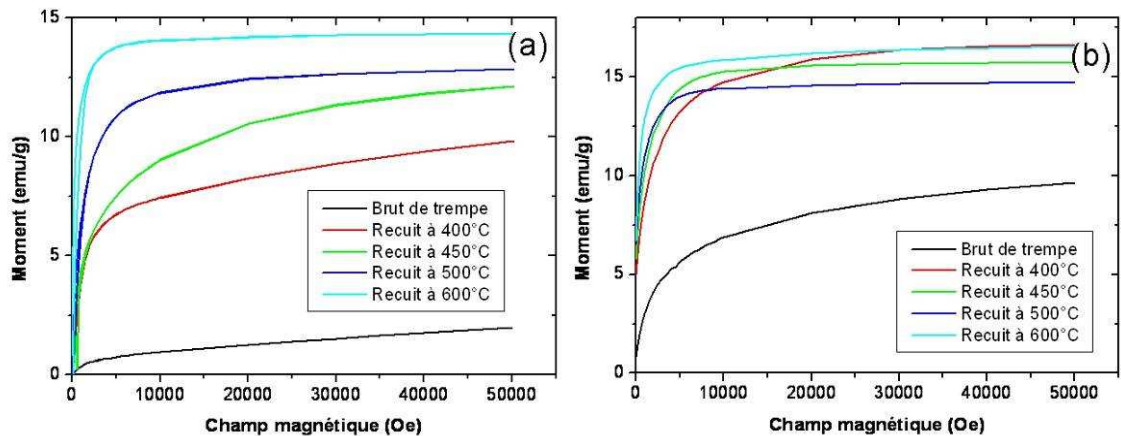 15
10
5
0
Moment (emu/g)
(a)
Brut de trempe
Recuit à 400°C
Recuit à 450°C
Recuit à 500°C
Recuit à 600°C
0 10000 20000 30000 40000 50000
Champ magnétique (Oe)
15
10
5
0
Moment (emu/g)
(b)
Brut de trempe
Recuit à 400°C
Recuit à 450°C
Recuit à 500°C
Recuit à 600°C
0 10000 20000 30000 40000 50000
Champ magnétique (Oe)